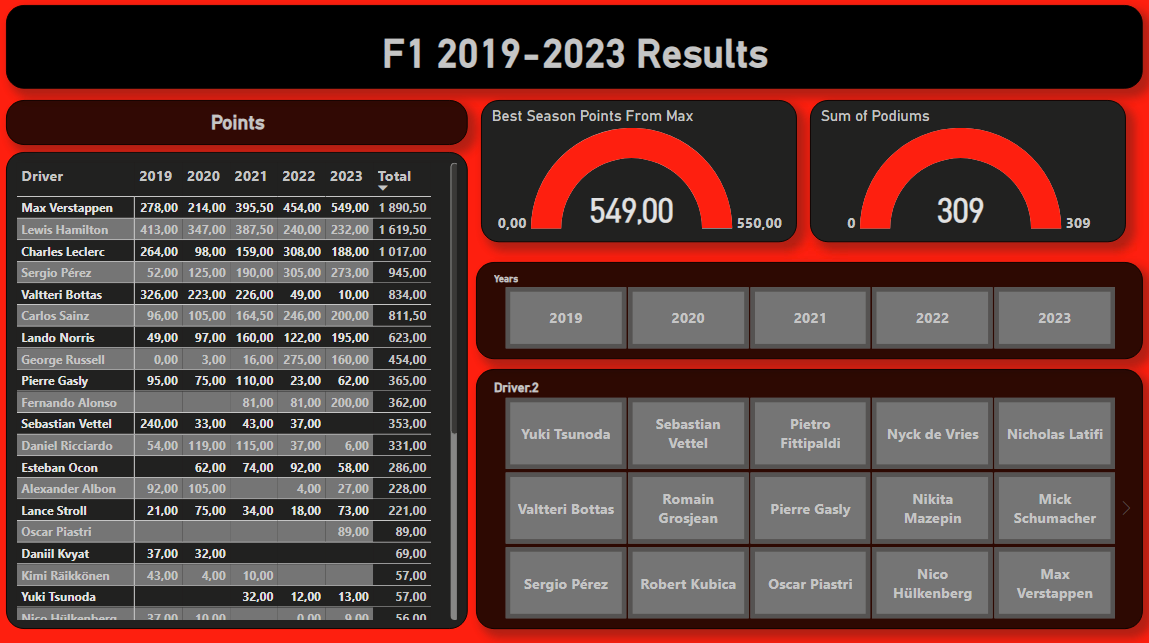 F1 2019-2023 Results
Points
Driver 2019 2020 2021 2022 2023 Total
Max Verstappen 278,00 214,00 395,50 454,00 549,00 1 890,50
Lewis Hamilton 413,00 347,00 387,50 240,00 232,00 1 619,50
Charles Leclerc 264,00 98,00 159,00 308,00 188,00 1 017,00
Sergio Pérez 52,00 125,00 190,00 305,00 273,00 945,00
Valtteri Bottas 326,00 223,00 226,00 49,00 10,00 834,00
Carlos Sainz 96,00 105,00 164,50 246,00 200,00 811,50
Lando Norris 49,00 97,00 160,00 122,00 195,00 623,00
George Russell 0,00 3,00 16,00 275,00 160,00 454,00
Pierre Gasly 95,00 75,00 110,00 23,00 62,00 365,00
Fernando Alonso 81,00 81,00 200,00 362,00
Sebastian Vettel 240,00 33,00 43,00 37,00 353,00
Daniel Ricciardo 54,00 119,00 115,00 37,00 6,00 331,00
Esteban Ocon 62,00 74,00 92,00 58,00 286,00
Alexander Albon 92,00 105,00 4,00 27,00 228,00
Lance Stroll 21,00 75,00 34,00 18,00 73,00 221,00
Oscar Piastri 89,00 89,00
Daniil Kvyat 37,00 32,00 69,00
Kimi Räikkönen 43,00 4,00 10,00 57,00
Yuki Tsunoda 32,00 12,00 13,00 57,00
Nico Hülkenberg 37,00 10,00 0,00 9,00 56,00
Best Season Points From Max
549,00
0,00 550,00
Sum of Podiums
309
0 309
Years
2019 2020 2021 2022 2023
Driver.2
Yuki Tsunoda
Sebastian
Vettel
Pietro
Fittipaldi
Nyck de Vries
Nicholas Latifi
Valtteri Bottas
Romain
Grosjean
Pierre Gasly
Nikita
Mazepin
Mick
Schumacher
Sergio Pérez
Robert Kubica
Oscar Piastri
Nico
Hülkenberg
Max
Verstappen